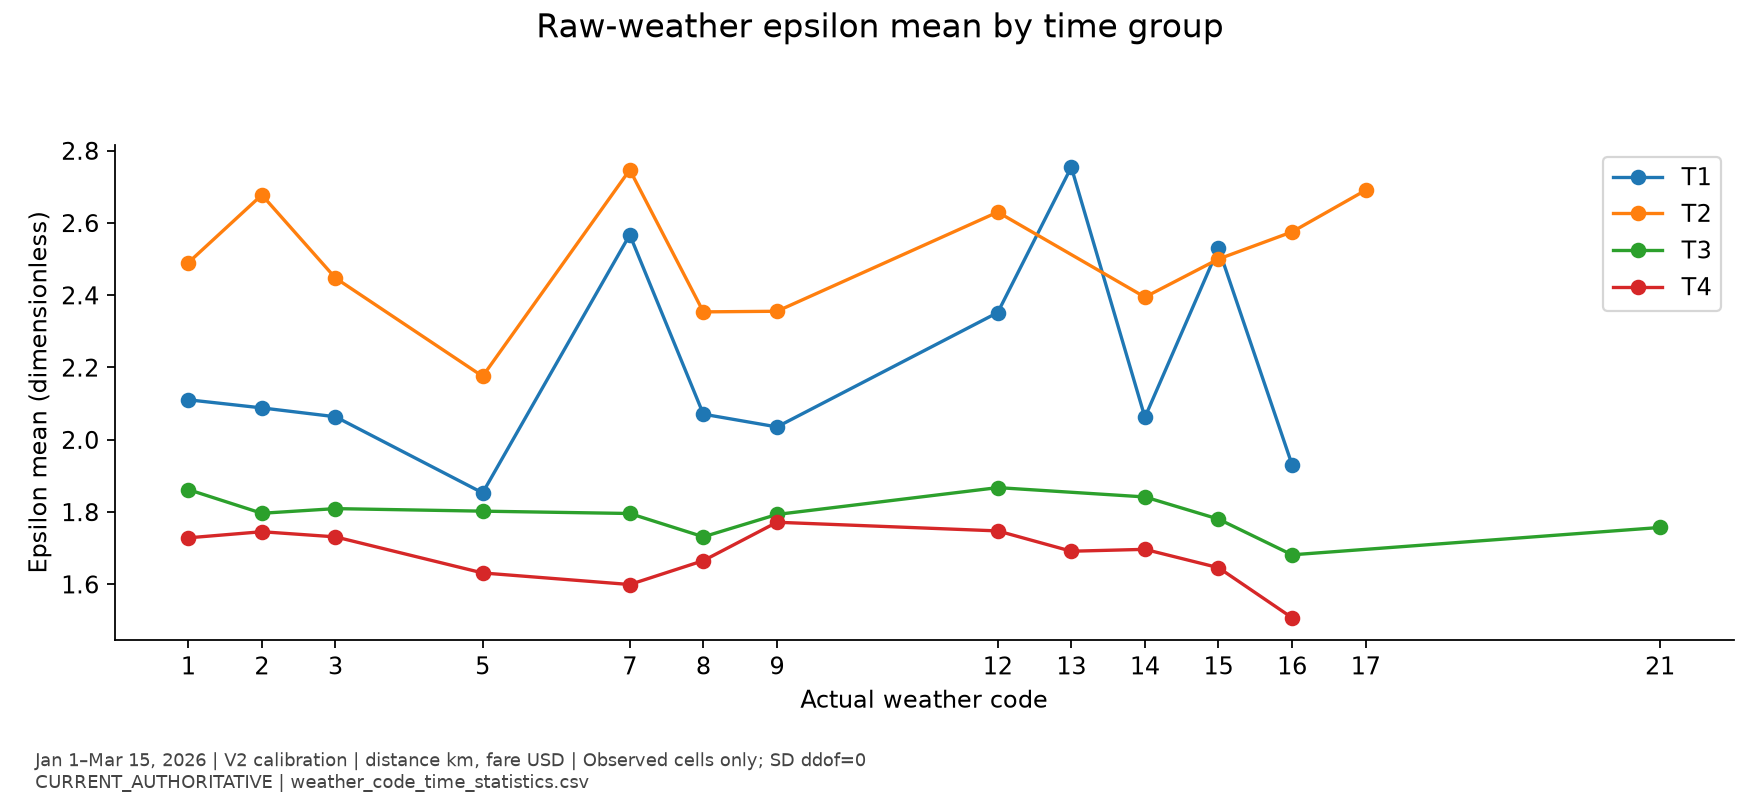 Raw-weather epsilon mean by time group
Epsilon mean (dimensionless)
2.8
2.6
2.4
2.2
2.0
1.8
1.6
T1
T2
T3
T4
1 2 3 5 7 8 9 12 13 14 15 16 17 21
Actual weather code
Jan 1–Mar 15, 2026 | V2 calibration | distance km, fare USD | Observed cells only; SD ddof=0
CURRENT_AUTHORITATIVE | weather_code_time_statistics.csv